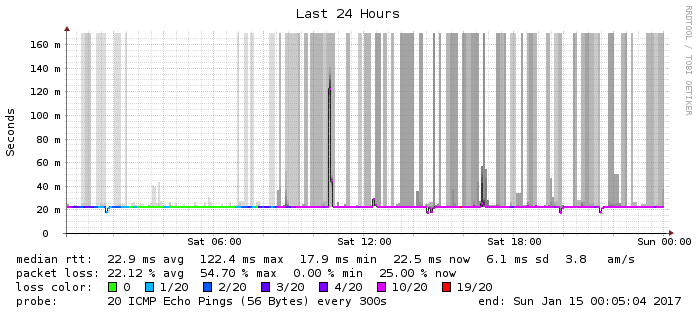 Last 24 Hours
RRDTOOL / TOBI OETIKER
Seconds
160 m
140 m
120 m
100 m
80 m
60 m
40 m
20 m
0
Sat 06:00 Sat 12:00 Sat 18:00 Sun 00:00
median rtt: 22.9 ms avg 122.4 ms max 17.9 ms min 22.5 ms now 6.1 ms sd 3.8 am/s
packet loss: 22.12 % avg 54.70 % max 0.00 % min 25.00 % now
loss color: 0 1/20 2/20 3/20 4/20 10/20 19/20
probe: 20 ICMP Echo Pings (56 Bytes) every 300s end: Sun Jan 15 00:05:04 2017